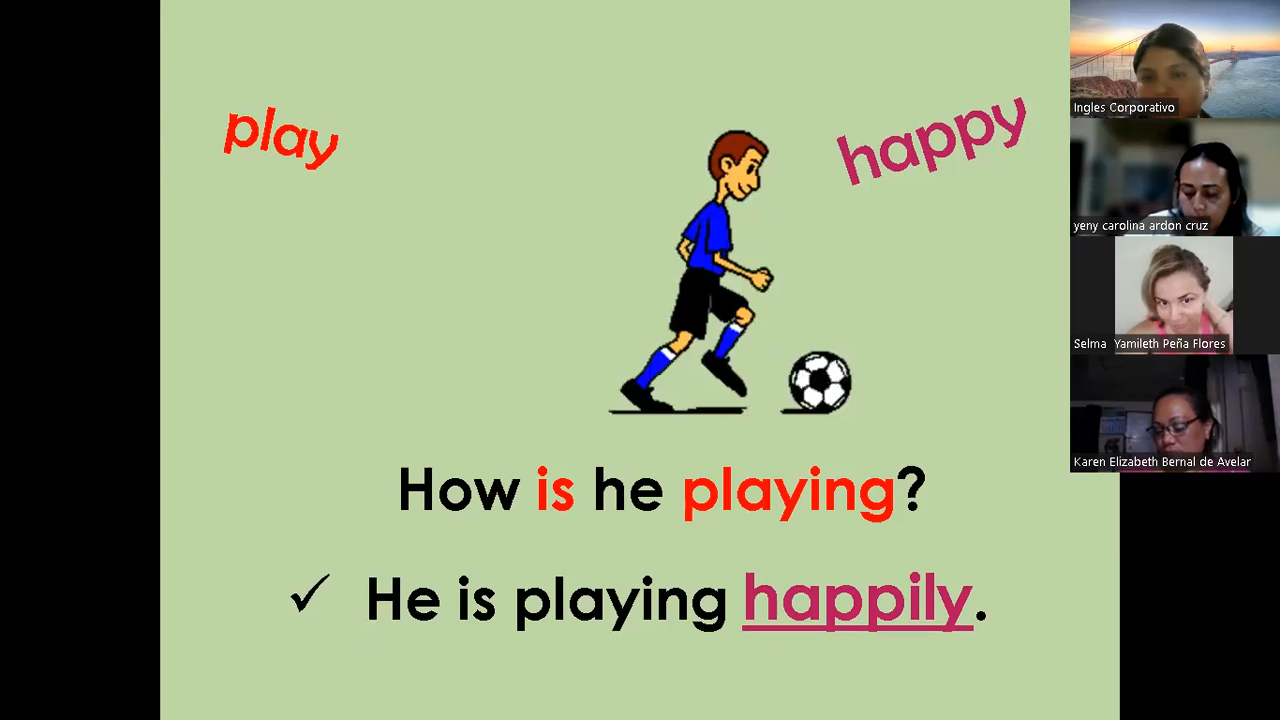 play
happy
How is he playing?
✓ He is playing happily.
Ingles Corporativo
yeny carolina ardon cruz
Selma Yamileth Peña Flores
Karen Elizabeth Bernal de Avelar